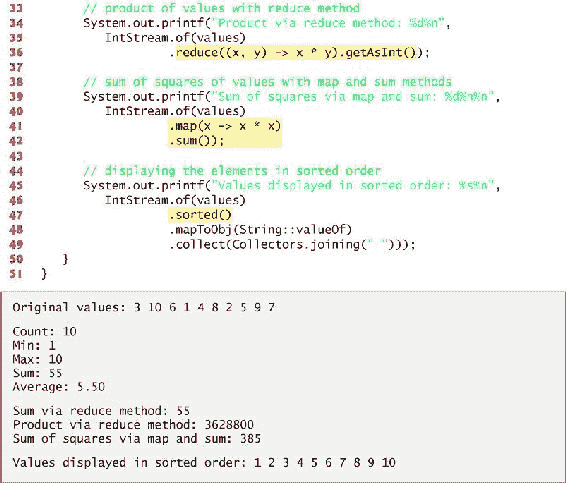 33 // product of values with reduce method
34 System.out.printf("Product via reduce method: %d%n",
35 IntStream.of(values)
36 .reduce((x, y) -> x * y).getAsInt());
37
38 // sum of squares of values with map and sum methods
39 System.out.printf("Sum of squares via map and sum: %d%n%n",
40 IntStream.of(values)
41 .map(x -> x * x)
42 .sum());
43
44 // displaying the elements in sorted order
45 System.out.printf("Values displayed in sorted order: %s%n",
46 IntStream.of(values)
47 .sorted()
48 .mapToObj(String::valueOf)
49 .collect(Collectors.joining(" ")));
50 }
51 }
Original values: 3 10 6 1 4 8 2 5 9 7
Count: 10
Min: 1
Max: 10
Sum: 55
Average: 5.50
Sum via reduce method: 55
Product via reduce method: 3628800
Sum of squares via map and sum: 385
Values displayed in sorted order: 1 2 3 4 5 6 7 8 9 10